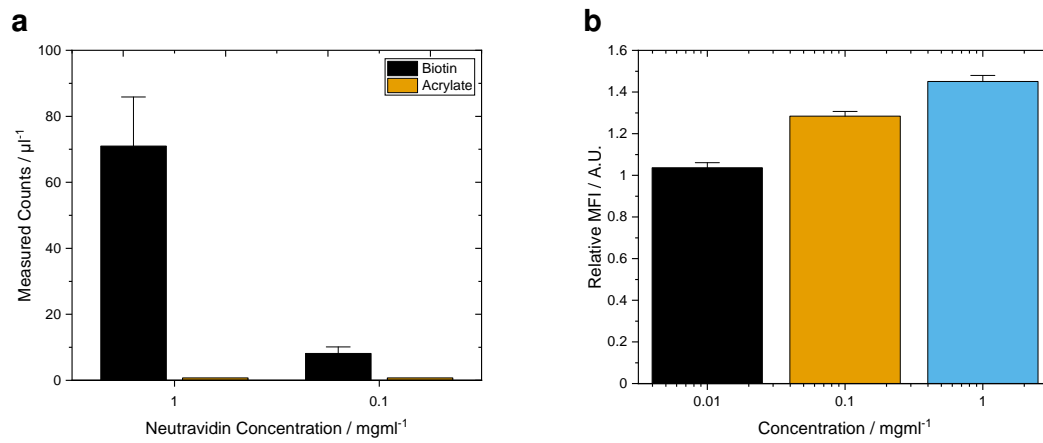 a
100
80
60
40
20
0
Measured Counts / µl⁻¹
Biotin
Acrylate
1 0.1
Neutravidin Concentration / mgml⁻¹
b
1.6
1.4
1.2
1
0.8
0.6
0.4
0.2
0
Relative MFI / A.U.
0.01 0.1 1
Concentration / mgml⁻¹